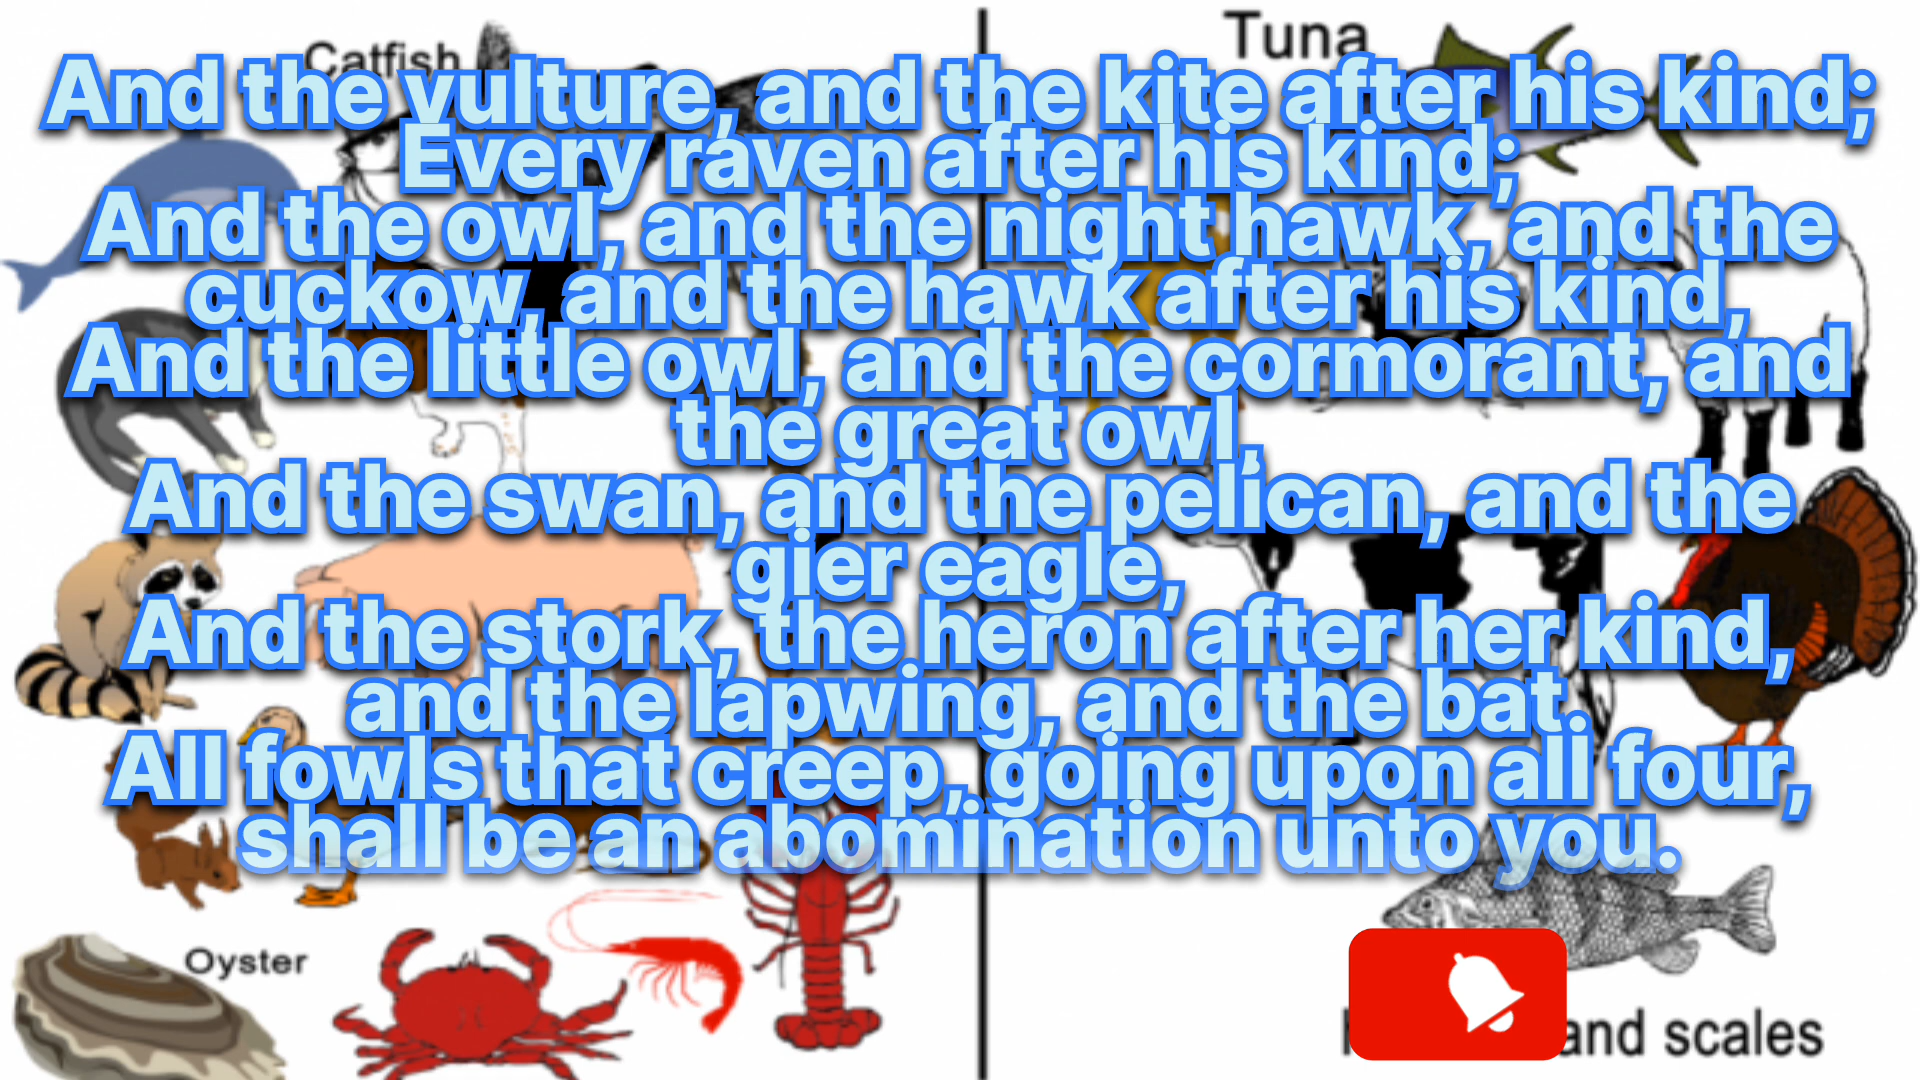 Catfish
Tuna
And the vulture, and the kite after his kind;
Every raven after his kind;
And the owl, and the night hawk, and the
cuckow, and the hawk after his kind,
And the little owl, and the cormorant, and
the great owl,
And the swan, and the pelican, and the
gier eagle,
And the stork, the heron after her kind,
and the lapwing, and the bat.
All fowls that creep, going upon all four,
shall be an abomination unto you.
Oyster
and scales